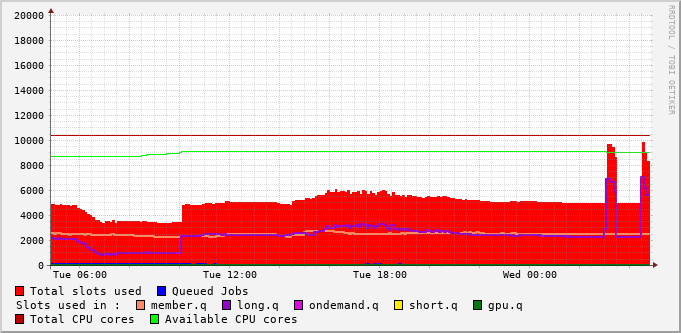 RRDTOOL / TOBI OETIKER
20000
18000
16000
14000
12000
10000
8000
6000
4000
2000
0
Tue 06:00 Tue 12:00 Tue 18:00 Wed 00:00
Total slots used Queued Jobs
Slots used in : member.q long.q ondemand.q short.q gpu.q
Total CPU cores Available CPU cores